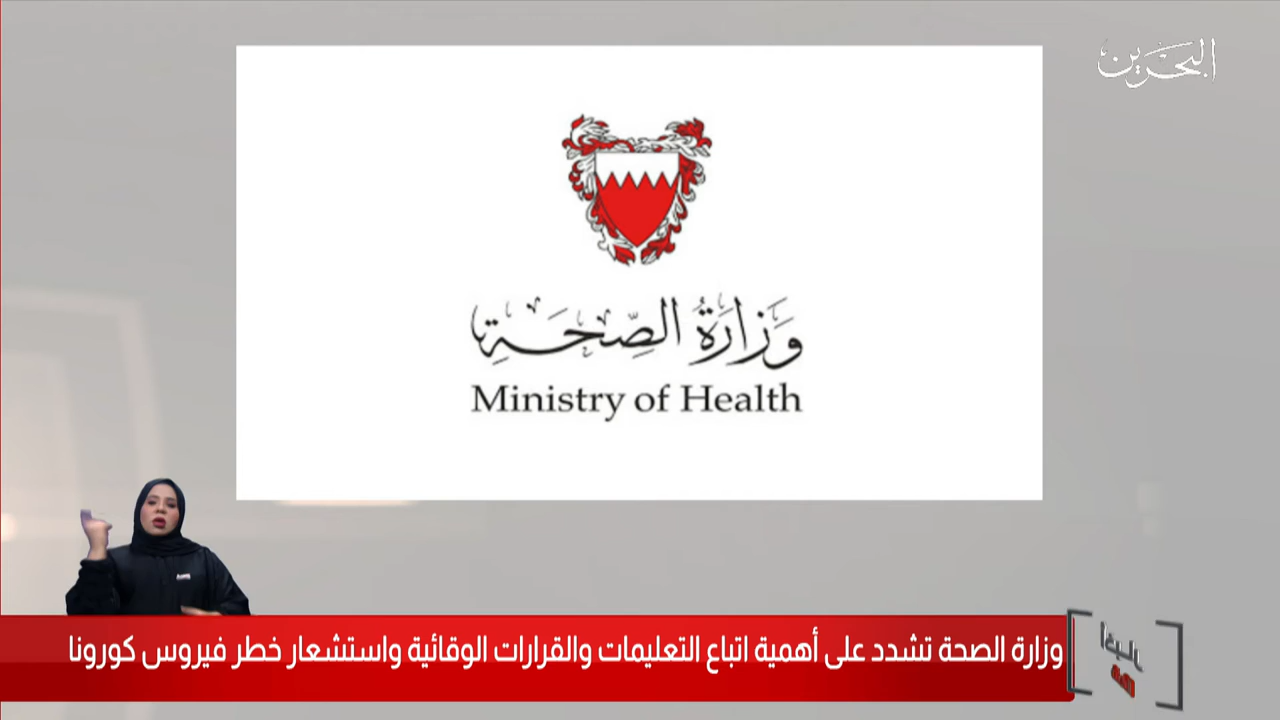 البحرين
وزارة الصحة
Ministry of Health
وزارة الصحة تشدد على أهمية اتباع التعليمات والقرارات الوقائية واستشعار خطر فيروس كورونا
أخبار